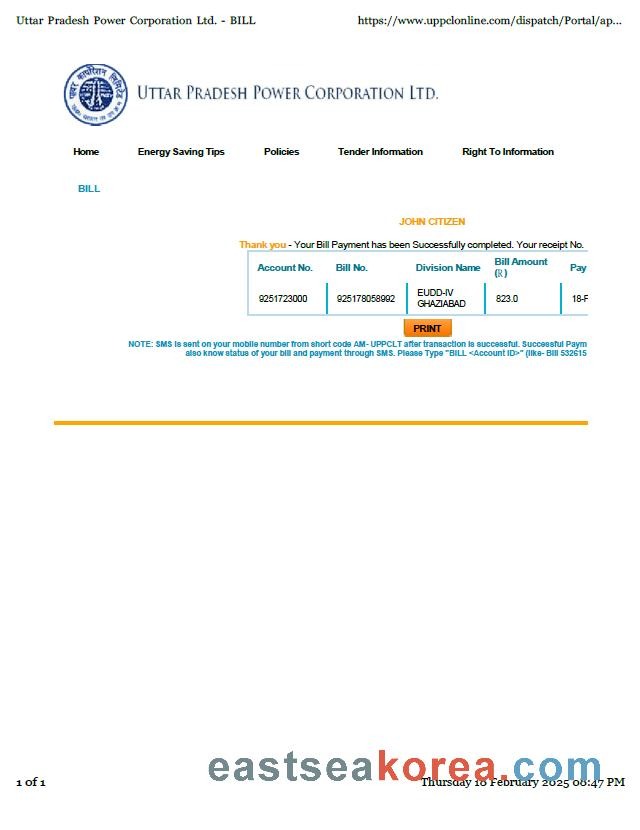 Uttar Pradesh Power Corporation Ltd. - BILL
https://www.uppclonline.com/dispatch/Portal/ap...
UTTAR PRADESH POWER CORPORATION LTD.
Home Energy Saving Tips Policies Tender Information Right To Information
BILL
JOHN CITIZEN
Thank you - Your Bill Payment has been Successfully completed. Your receipt No.
Account No. Bill No. Division Name Bill Amount (R) Pay
9251723000 925178058992 EUDD-IV GHAZIABAD 823.0 18-F
PRINT
NOTE: SMS is sent on your mobile number from short code AM- UPPCLT after transaction is successful. Successful Paym
also know status of your bill and payment through SMS. Please Type "BILL <Account ID>" (like- Bill 532615
eastseakorea.com
1 of 1
Thursday 18 February 2025 08:47 PM